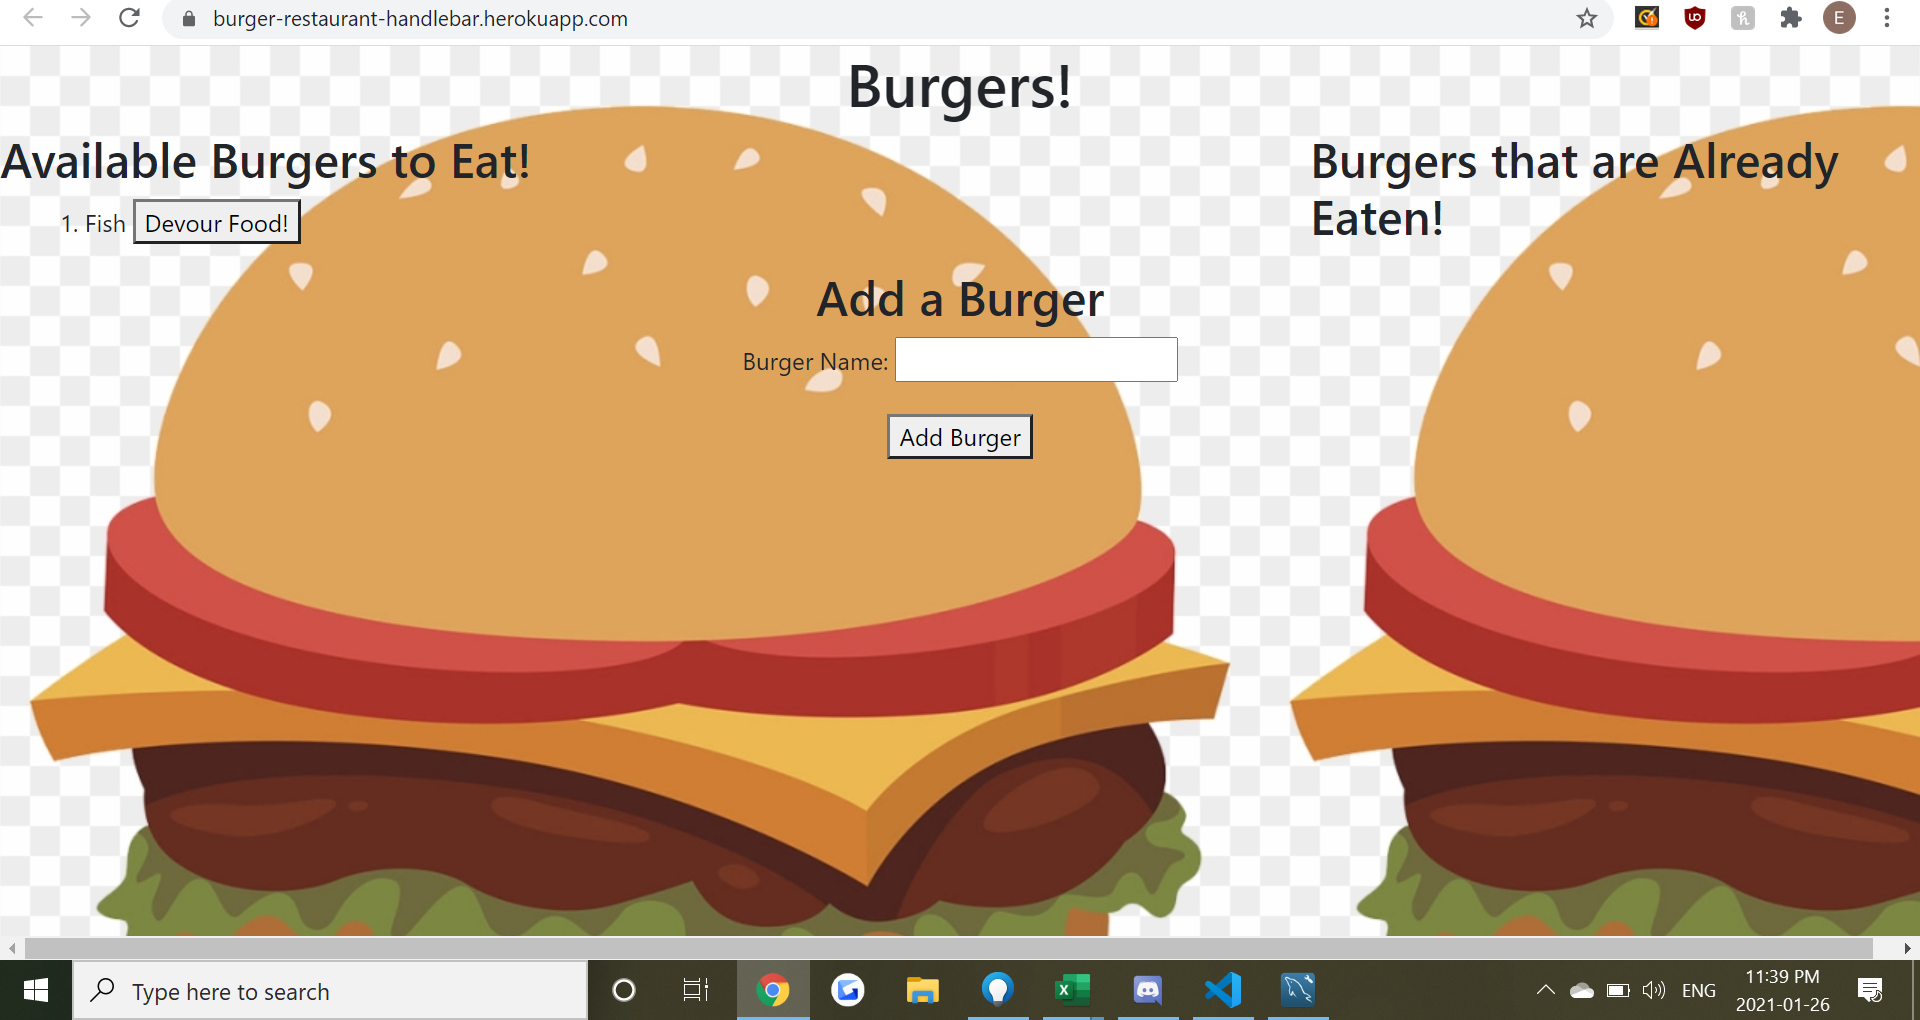 burger-restaurant-handlebar.herokuapp.com
E
Burgers!
Available Burgers to Eat!
1. Fish Devour Food!
Burgers that are Already
Eaten!
Add a Burger
Burger Name:
Add Burger
Type here to search
ENG
11:39 PM
2021-01-26